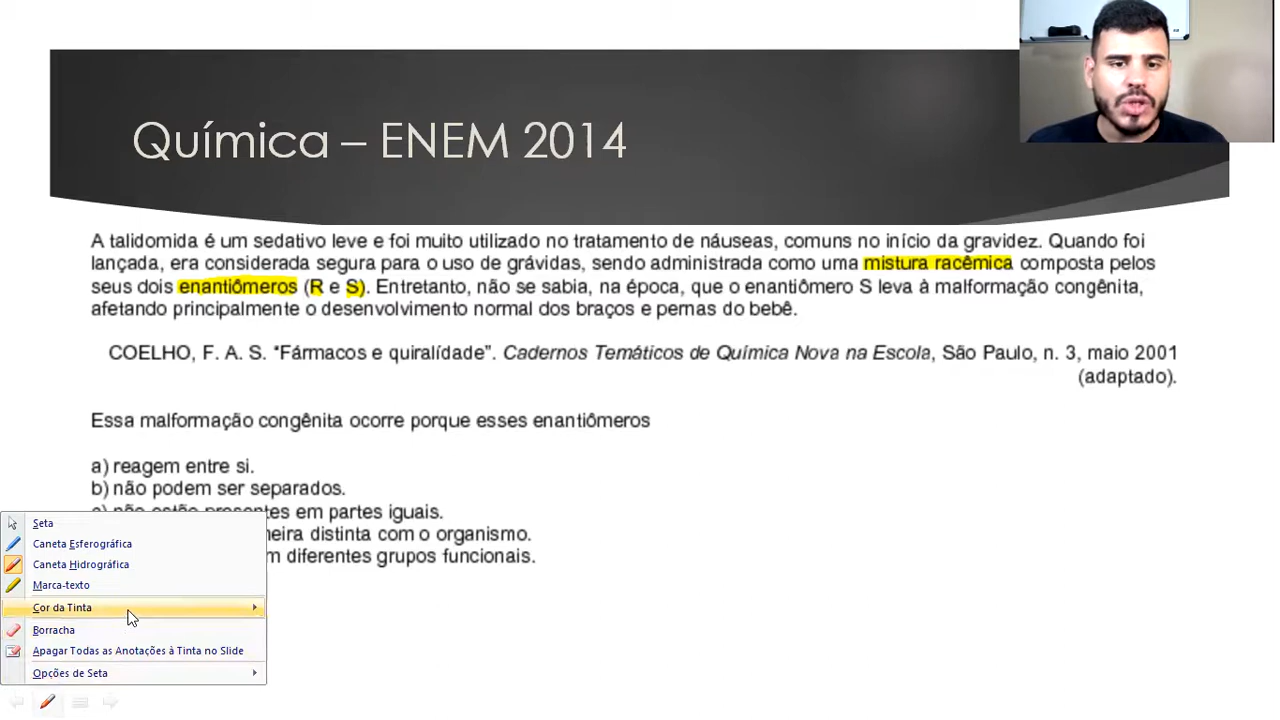 Química – ENEM 2014
A talidomida é um sedativo leve e foi muito utilizado no tratamento de náuseas, comuns no início da gravidez. Quando foi
lançada, era considerada segura para o uso de grávidas, sendo administrada como uma mistura racêmica composta pelos
seus dois enantiômeros (R e S). Entretanto, não se sabia, na época, que o enantiômero S leva à malformação congênita,
afetando principalmente o desenvolvimento normal dos braços e pernas do bebê.
COELHO, F. A. S. “Fármacos e quiralídade”. Cadernos Temáticos de Química Nova na Escola, São Paulo, n. 3, maio 2001
(adaptado).
Essa malformação congênita ocorre porque esses enantiômeros
a) reagem entre si.
b) não podem ser separados.
c) não estão presentes em partes iguais.
neira distinta com o organismo.
m diferentes grupos funcionais.
Seta
Caneta Esferográfica
Caneta Hidrográfica
Marca-texto
Cor da Tinta
Borracha
Apagar Todas as Anotações à Tinta no Slide
Opções de Seta